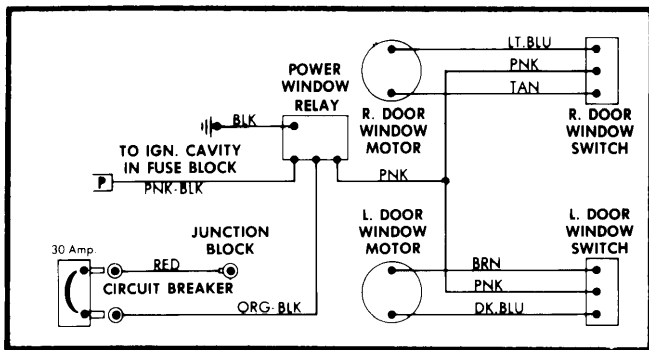 LT.BLU
PNK
TAN
POWER
WINDOW
RELAY
BLK
R. DOOR
WINDOW
MOTOR
R. DOOR
WINDOW
SWITCH
TO IGN. CAVITY
IN FUSE BLOCK
P
PNK-BLK
PNK
L. DOOR
WINDOW
MOTOR
L. DOOR
WINDOW
SWITCH
JUNCTION
BLOCK
30 Amp.
RED
CIRCUIT BREAKER
ORG-BLK
BRN
PNK
DK.BLU